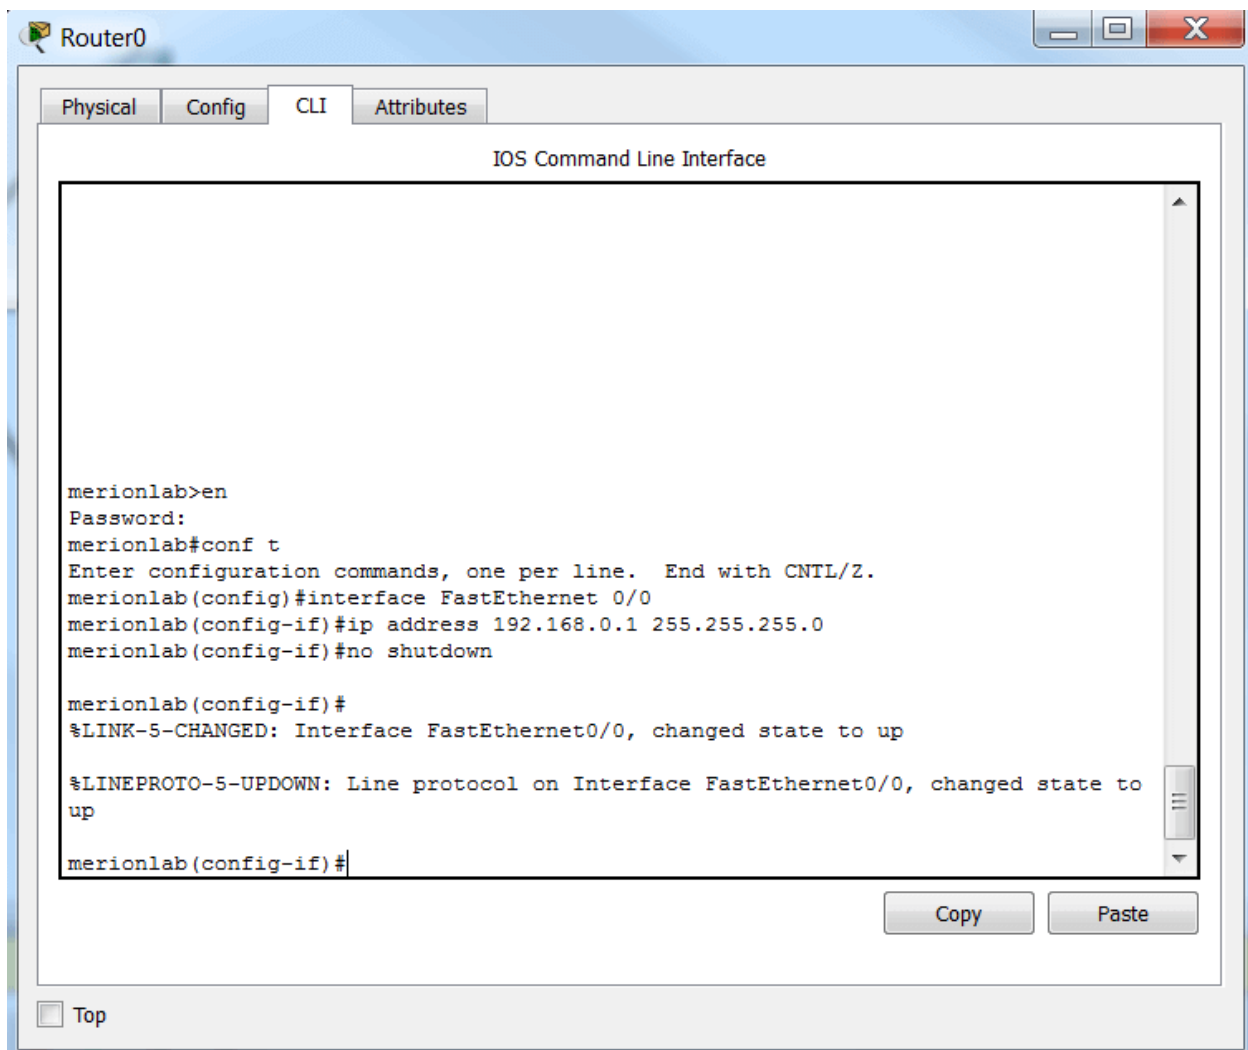 Router0
Physical Config CLI Attributes
IOS Command Line Interface
merionlab>en
Password:
merionlab#conf t
Enter configuration commands, one per line.  End with CNTL/Z.
merionlab(config)#interface FastEthernet 0/0
merionlab(config-if)#ip address 192.168.0.1 255.255.255.0
merionlab(config-if)#no shutdown
merionlab(config-if)#
%LINK-5-CHANGED: Interface FastEthernet0/0, changed state to up
%LINEPROTO-5-UPDOWN: Line protocol on Interface FastEthernet0/0, changed state to
up
merionlab(config-if)#
Copy Paste
Top